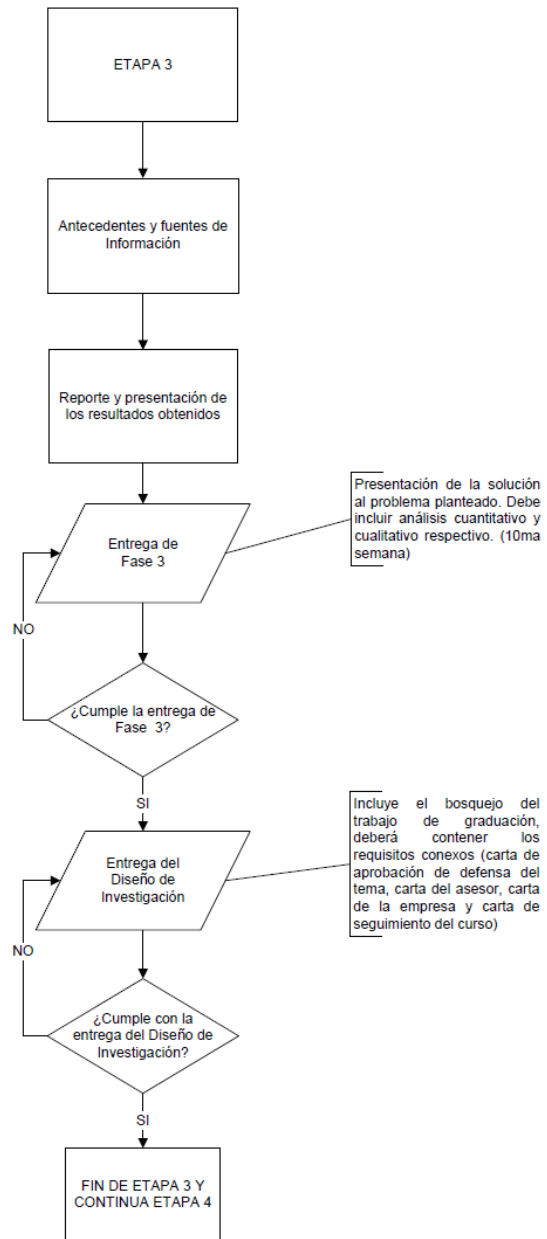 ETAPA 3
Antecedentes y fuentes de
Información
Reporte y presentación de
los resultados obtenidos
Entrega de
Fase 3
Presentación de la solución
al problema planteado. Debe
incluir análisis cuantitativo y
cualitativo respectivo. (10ma
semana)
NO
¿Cumple la entrega de
Fase 3?
SI
Entrega del
Diseño de
Investigación
Incluye el bosquejo del
trabajo de graduación,
deberá contener los
requisitos conexos (carta de
aprobación de defensa del
tema, carta del asesor, carta
de la empresa y carta de
seguimiento del curso)
NO
¿Cumple con la
entrega del Diseño de
Investigación?
SI
FIN DE ETAPA 3 Y
CONTINUA ETAPA 4